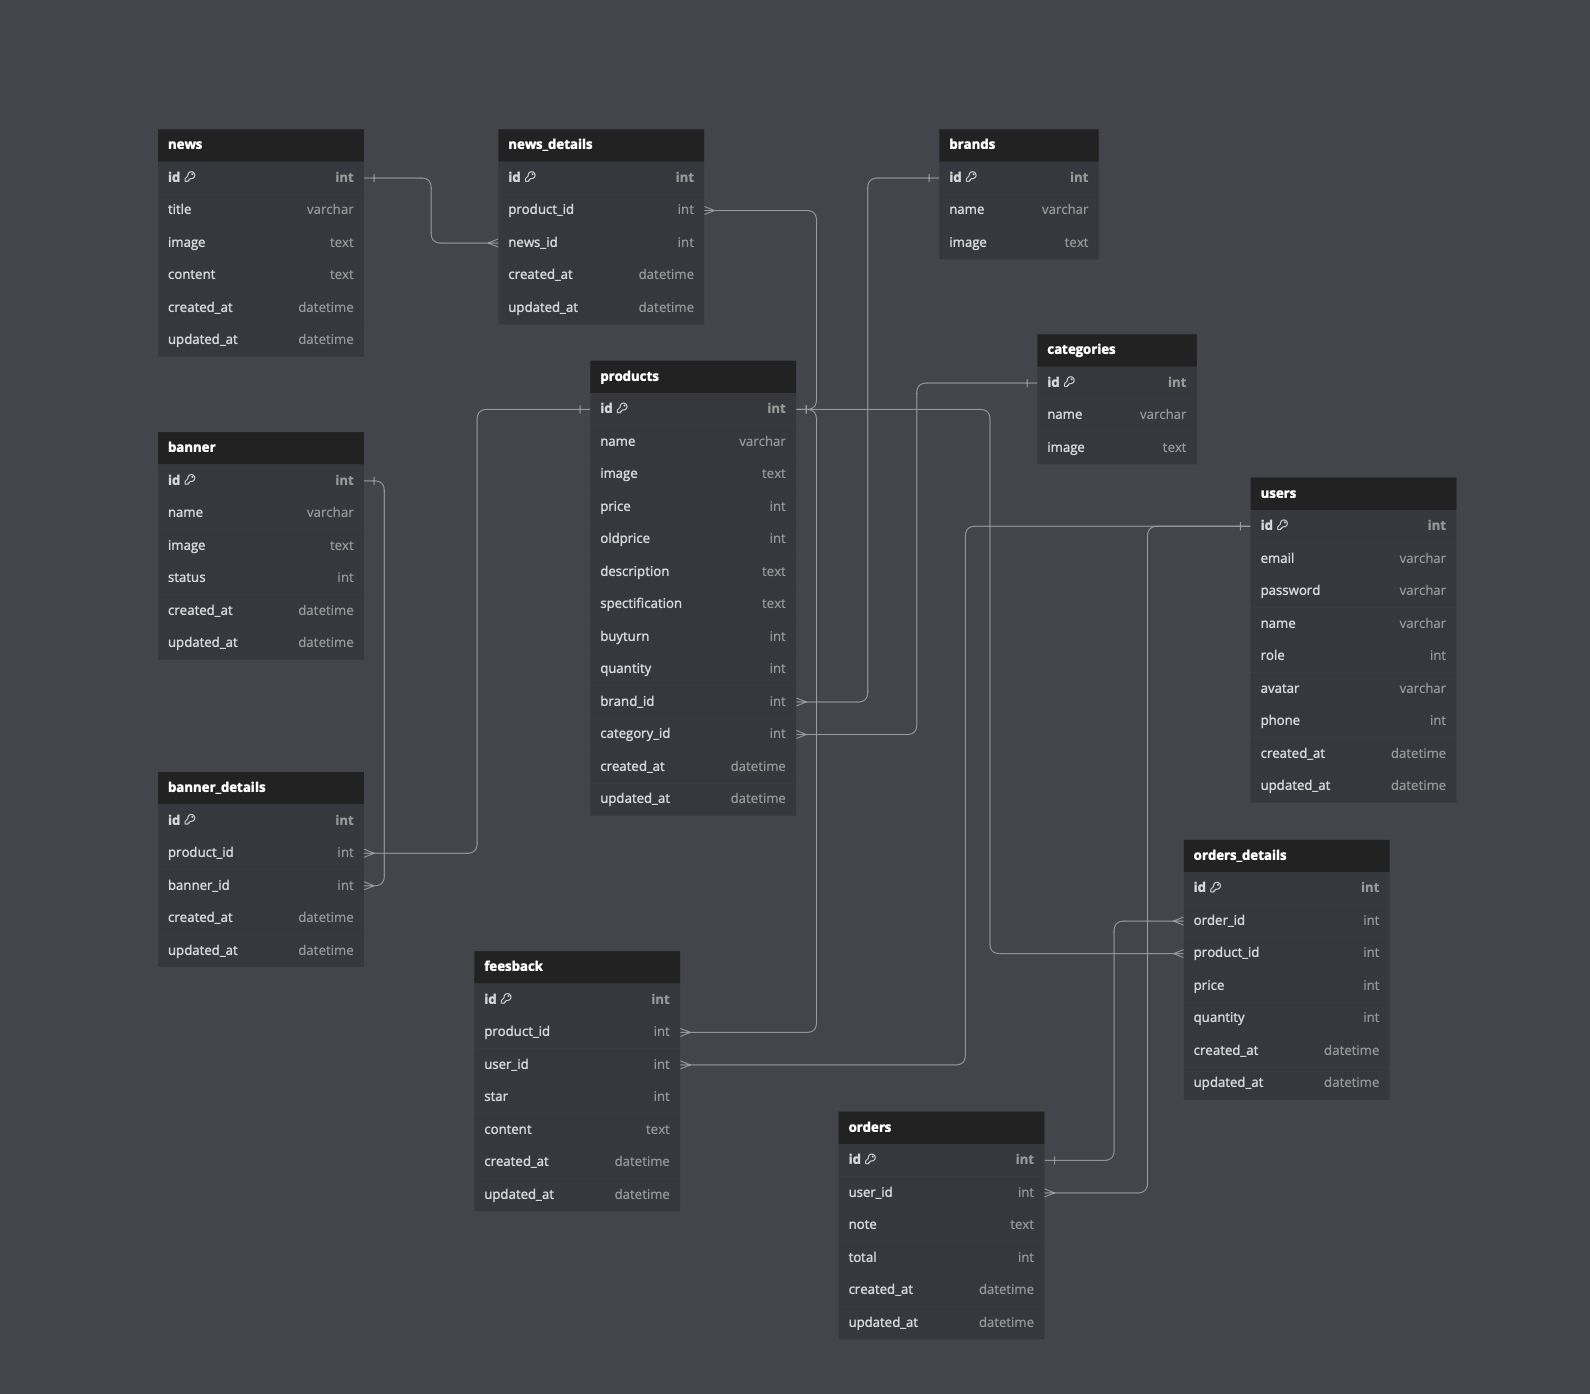 news
id int
title varchar
image text
content text
created_at datetime
updated_at datetime
news_details
id int
product_id int
news_id int
created_at datetime
updated_at datetime
brands
id int
name varchar
image text
categories
id int
name varchar
image text
products
id int
name varchar
image text
price int
oldprice int
description text
spectification text
buyturn int
quantity int
brand_id int
category_id int
created_at datetime
updated_at datetime
banner
id int
name varchar
image text
status int
created_at datetime
updated_at datetime
users
id int
email varchar
password varchar
name varchar
role int
avatar varchar
phone int
created_at datetime
updated_at datetime
banner_details
id int
product_id int
banner_id int
created_at datetime
updated_at datetime
orders_details
id int
order_id int
product_id int
price int
quantity int
created_at datetime
updated_at datetime
feesback
id int
product_id int
user_id int
star int
content text
created_at datetime
updated_at datetime
orders
id int
user_id int
note text
total int
created_at datetime
updated_at datetime